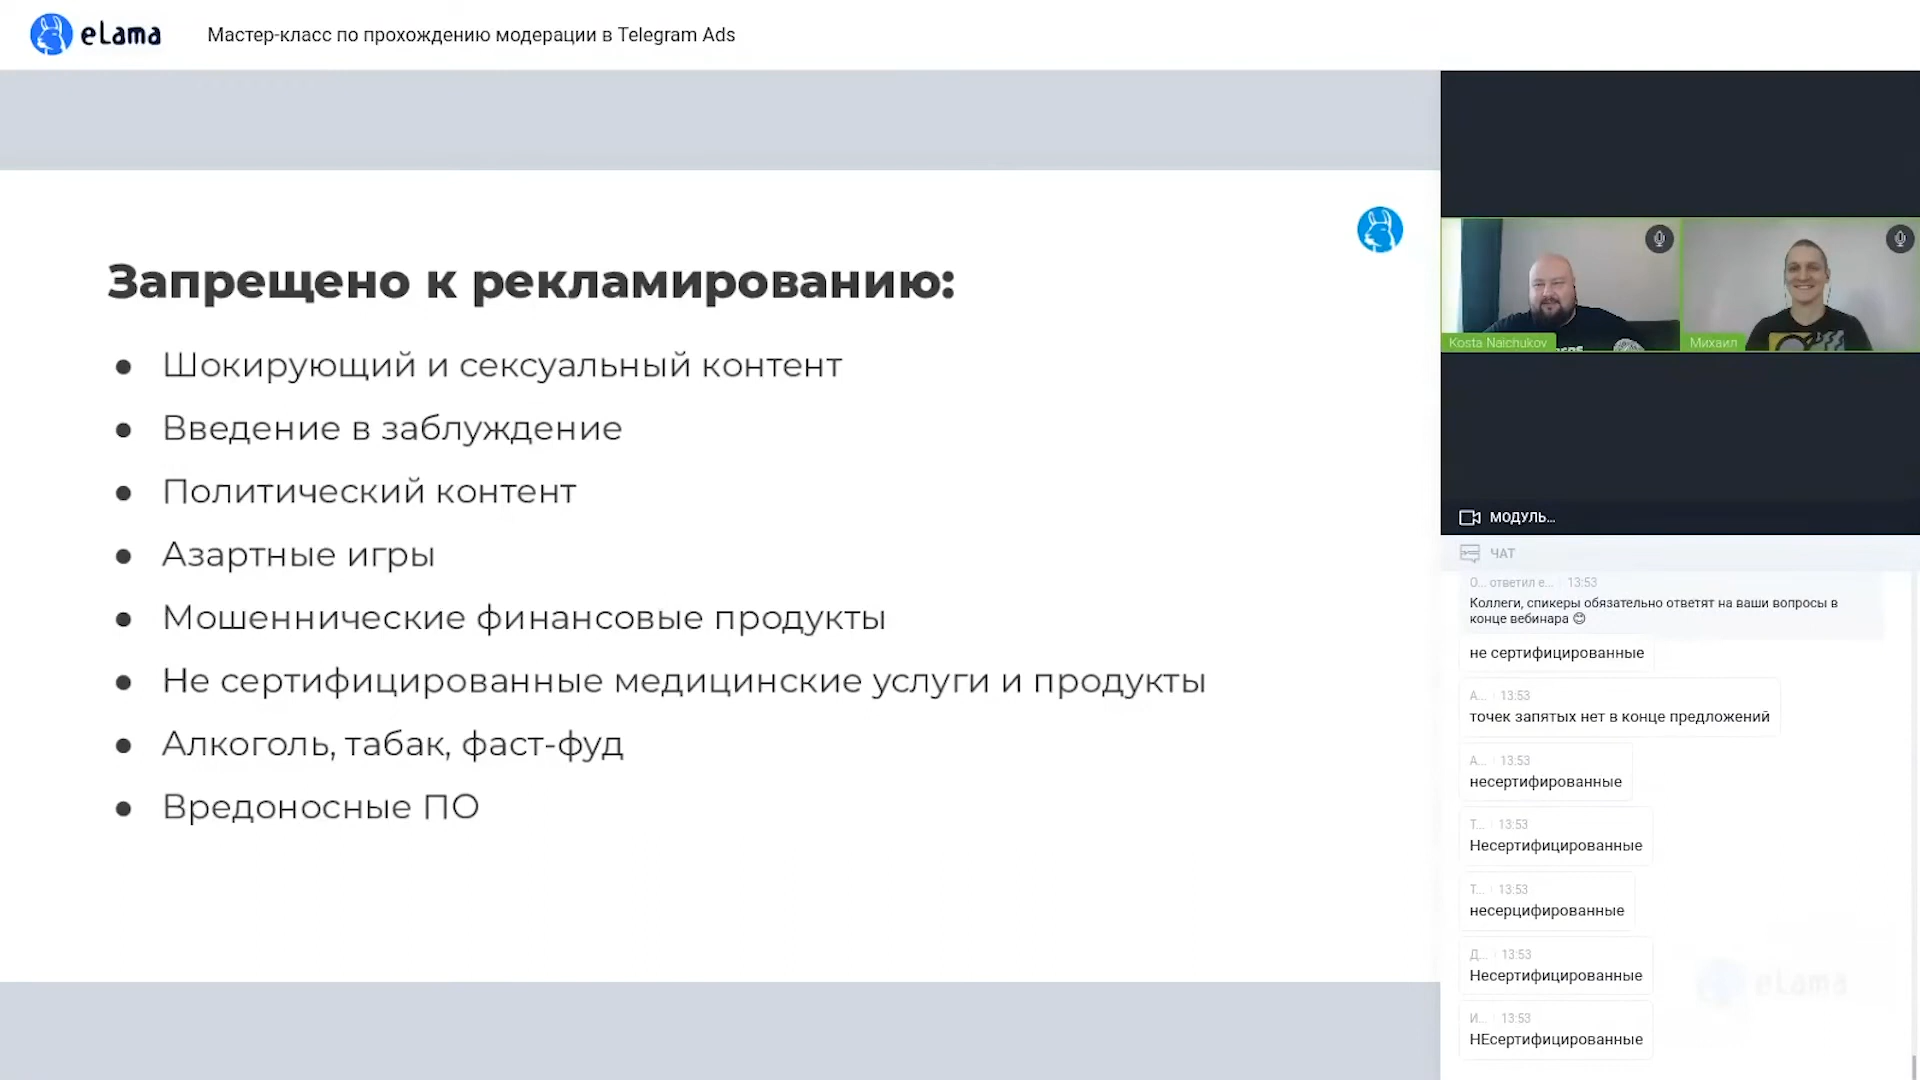 eLama
Мастер-класс по прохождению модерации в Telegram Ads
Запрещено к рекламированию:
Шокирующий и сексуальный контент
Введение в заблуждение
Политический контент
Азартные игры
Мошеннические финансовые продукты
Не сертифицированные медицинские услуги и продукты
Алкоголь, табак, фаст-фуд
Вредоносные ПО
Kosta Naichukov
Михаил
МОДУЛЬ...
ЧАТ
О... ответил е... 13:53
Коллеги, спикеры обязательно ответят на ваши вопросы в
конце вебинара 😊
не сертифицированные
А... 13:53
точек запятых нет в конце предложений
А... 13:53
несертифированные
Т... 13:53
Несертифицированные
Т... 13:53
несерцифированные
Д... 13:53
Несертифицированные
И... 13:53
НЕсертифицированные
eLama